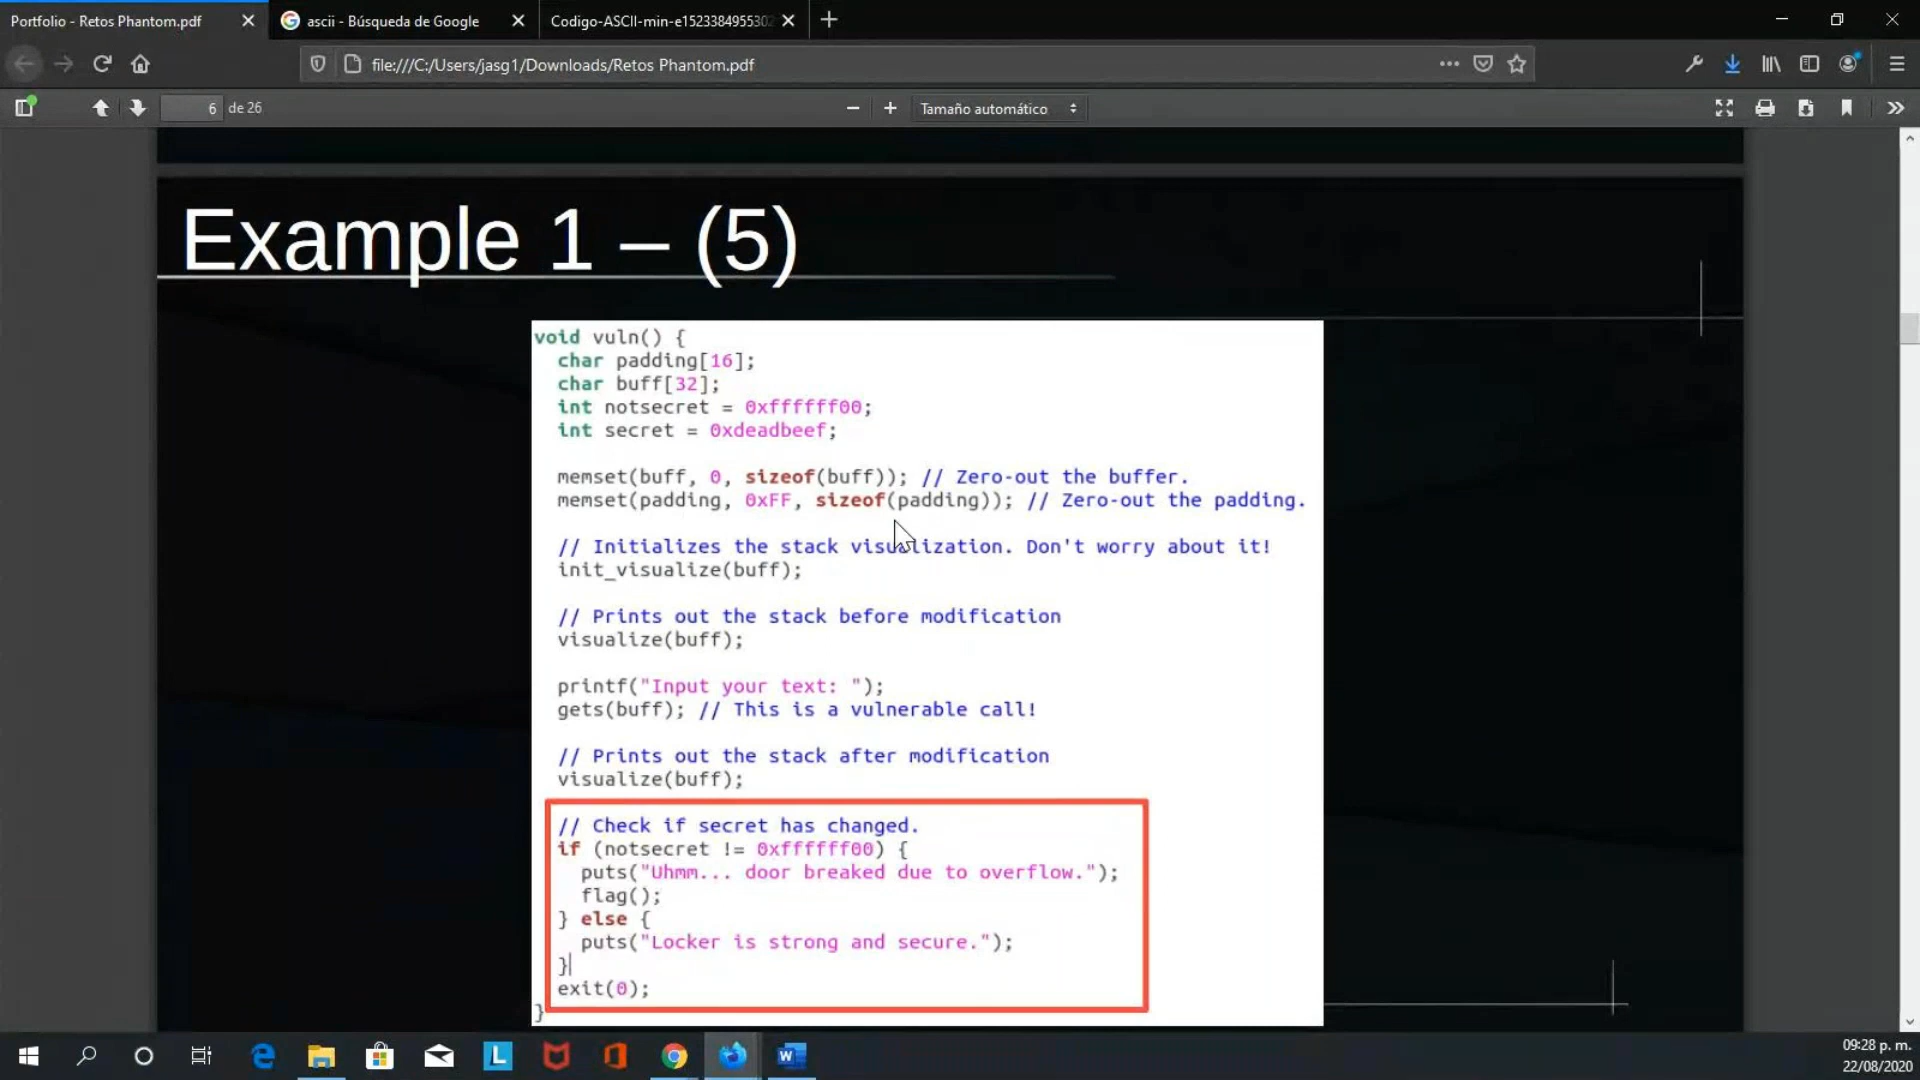 Portfolio - Retos Phantom.pdf
ascii - Búsqueda de Google
Codigo-ASCII-min-e1523384955302
file:///C:/Users/jasg1/Downloads/Retos Phantom.pdf
6 de 26
Tamaño automático
Example 1 – (5)
void vuln() {
char padding[16];
char buff[32];
int notsecret = 0xffffff00;
int secret = 0xdeadbeef;
memset(buff, 0, sizeof(buff)); // Zero-out the buffer.
memset(padding, 0xFF, sizeof(padding)); // Zero-out the padding.
// Initializes the stack visualization. Don't worry about it!
init_visualize(buff);
// Prints out the stack before modification
visualize(buff);
printf("Input your text: ");
gets(buff); // This is a vulnerable call!
// Prints out the stack after modification
visualize(buff);
// Check if secret has changed.
if (notsecret != 0xffffff00) {
puts("Uhmm... door breaked due to overflow.");
flag();
} else {
puts("Locker is strong and secure.");
}
exit(0);
}
09:28 p. m.
22/08/2020